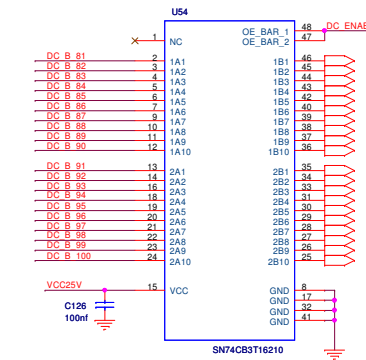 U54
1 NC OE_BAR_1 48 DC_ENAB
OE_BAR_2 47
DC_B_81 2 1A1 1B1 46
DC_B_82 3 1A2 1B2 45
DC_B_83 4 1A3 1B3 44
DC_B_84 5 1A4 1B4 43
DC_B_85 6 1A5 1B5 42
DC_B_86 7 1A6 1B6 40
DC_B_87 9 1A7 1B7 39
DC_B_88 10 1A8 1B8 38
DC_B_89 11 1A9 1B9 37
DC_B_90 12 1A10 1B10 36
DC_B_91 13 2A1 2B1 35
DC_B_92 14 2A2 2B2 34
DC_B_93 16 2A3 2B3 33
DC_B_94 18 2A4 2B4 31
DC_B_95 19 2A5 2B5 30
DC_B_96 20 2A6 2B6 29
DC_B_97 21 2A7 2B7 28
DC_B_98 22 2A8 2B8 27
DC_B_99 23 2A9 2B9 26
DC_B_100 24 2A10 2B10 25
VCC25V 15 VCC GND 8
GND 17
C126 GND 32
100nf GND 41
SN74CB3T16210